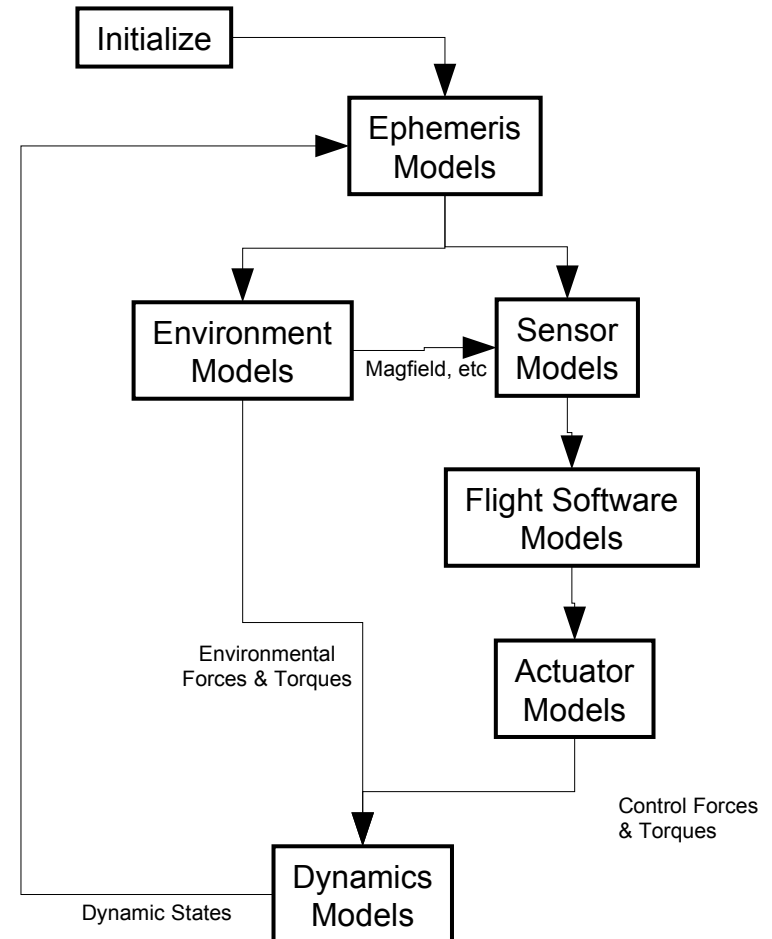 Initialize
Ephemeris
Models
Environment
Models
Magfield, etc
Sensor
Models
Flight Software
Models
Environmental
Forces & Torques
Actuator
Models
Control Forces
& Torques
Dynamics
Models
Dynamic States